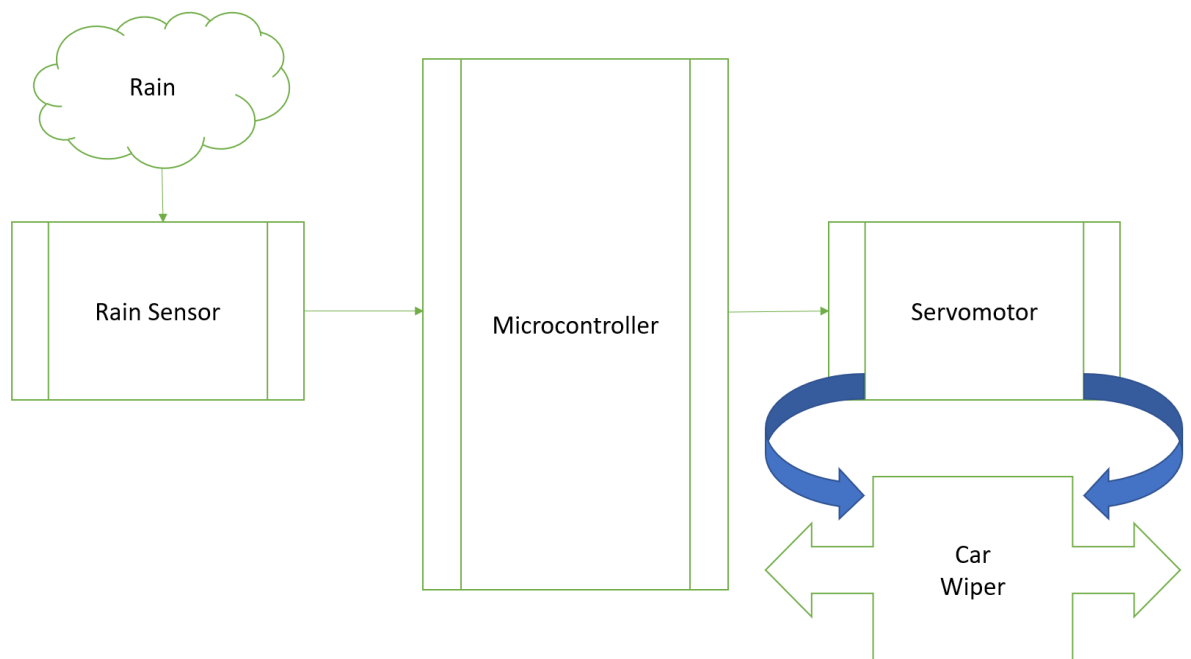 Rain
Rain Sensor
Microcontroller
Servomotor
Car
Wiper